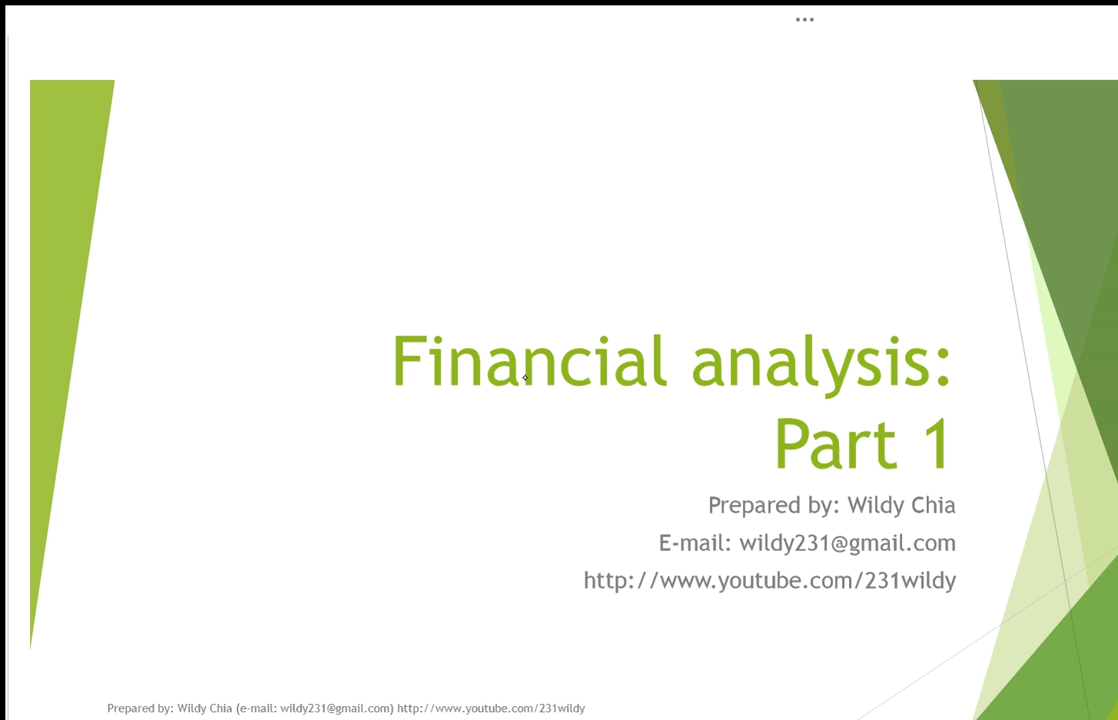 Financial analysis:
Part 1
Prepared by: Wildy Chia
E-mail: wildy231@gmail.com
http://www.youtube.com/231wildy
Prepared by: Wildy Chia (e-mail: wildy231@gmail.com) http://www.youtube.com/231wildy